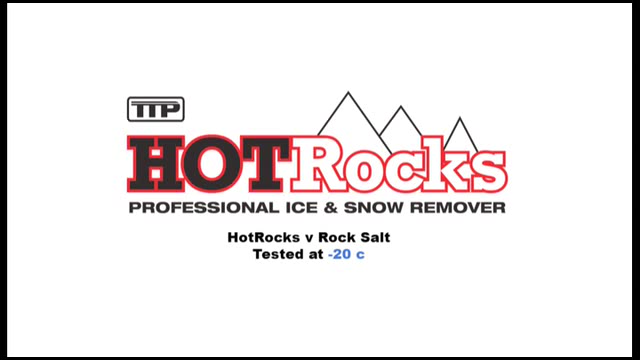 TTP
HOTRocks
PROFESSIONAL ICE & SNOW REMOVER
HotRocks v Rock Salt
Tested at -20 c